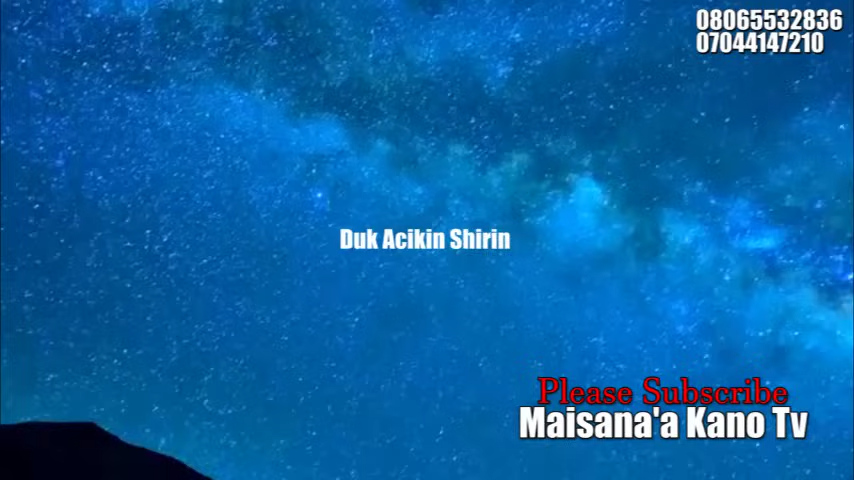 08065532836
07044147210
Duk Acikin Shirin
Please Subscribe
Maisana'a Kano Tv